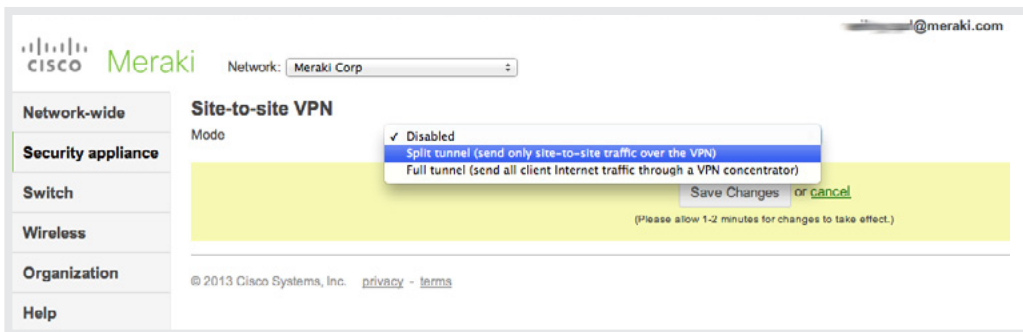 @meraki.com
cisco Meraki
Network: Meraki Corp
Network-wide
Security appliance
Switch
Wireless
Organization
Help
Site-to-site VPN
Mode
✓ Disabled
Split tunnel (send only site-to-site traffic over the VPN)
Full tunnel (send all client Internet traffic through a VPN concentrator)
Save Changes or cancel
(Please allow 1-2 minutes for changes to take effect.)
© 2013 Cisco Systems, Inc. privacy - terms